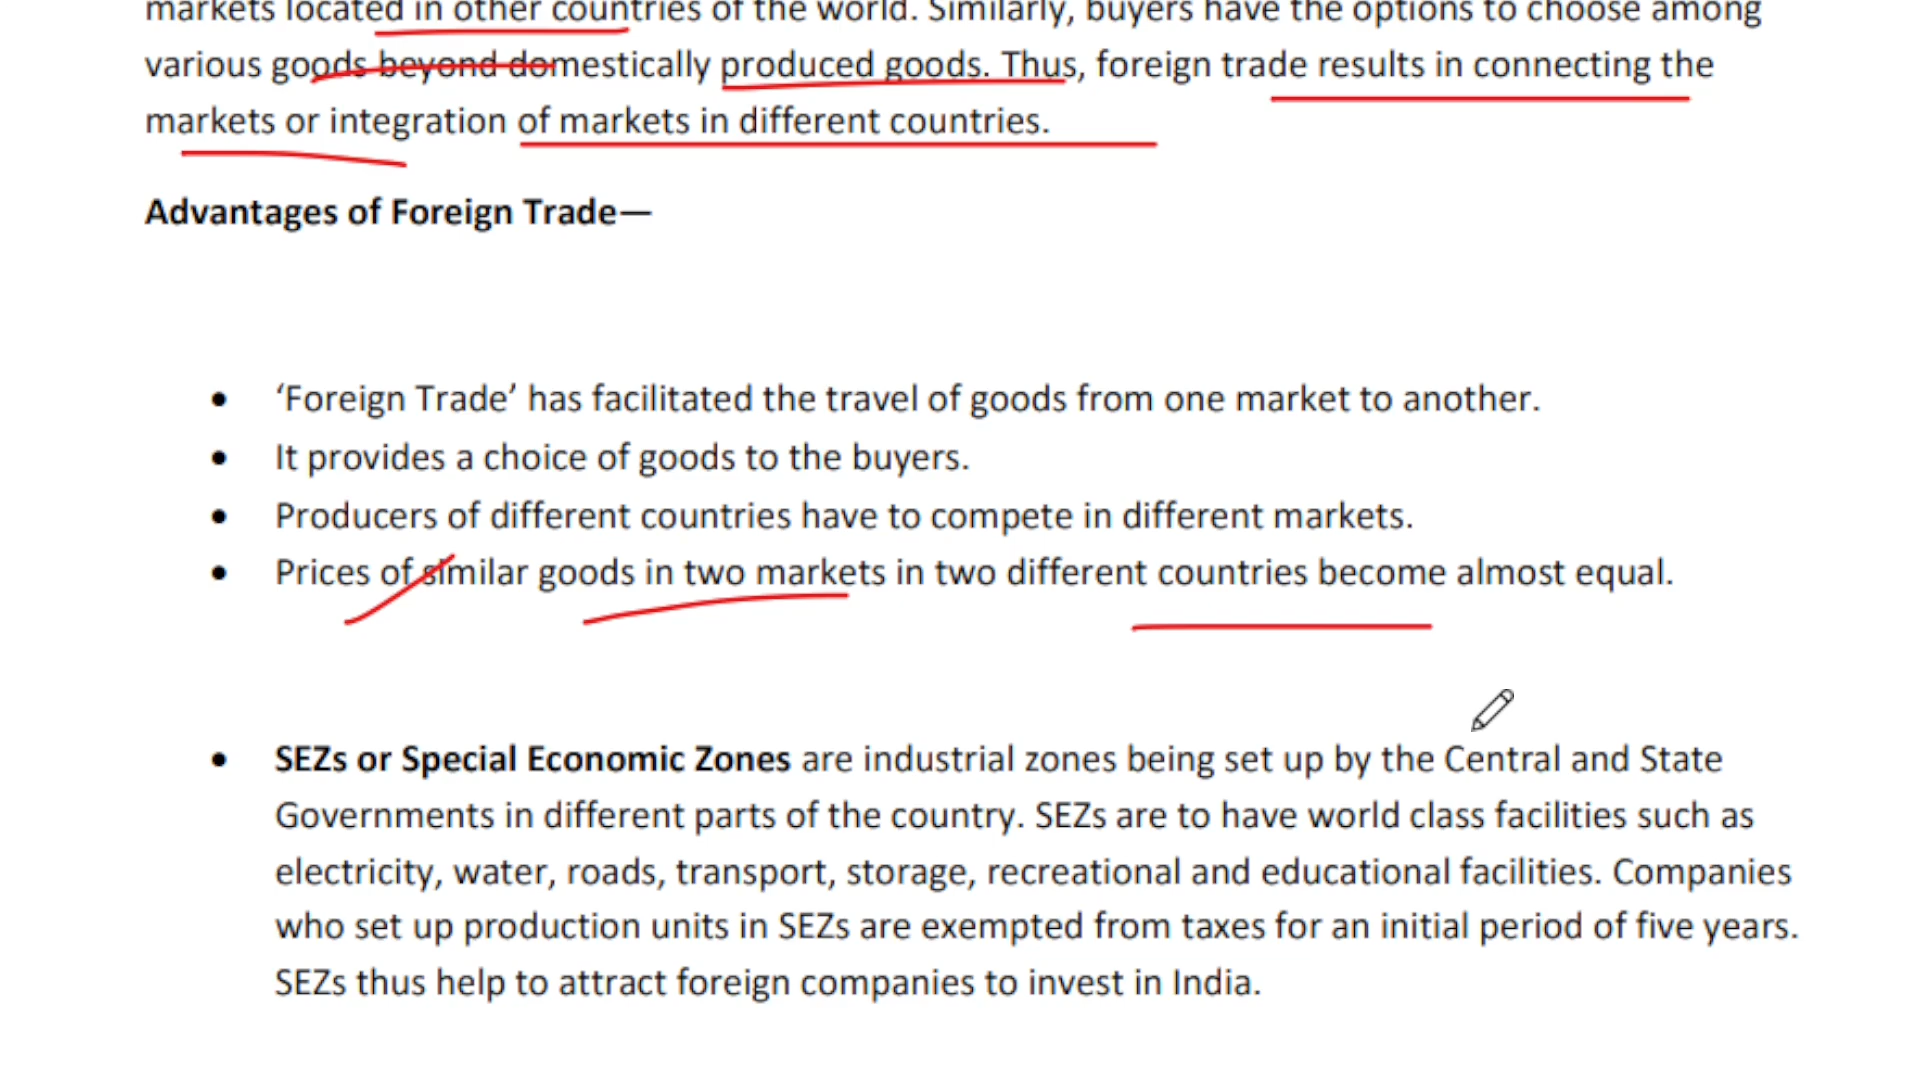 markets located in other countries of the world. Similarly, buyers have the options to choose among
various goods beyond domestically produced goods. Thus, foreign trade results in connecting the
markets or integration of markets in different countries.
Advantages of Foreign Trade—
• ‘Foreign Trade’ has facilitated the travel of goods from one market to another.
• It provides a choice of goods to the buyers.
• Producers of different countries have to compete in different markets.
• Prices of similar goods in two markets in two different countries become almost equal.
• SEZs or Special Economic Zones are industrial zones being set up by the Central and State
Governments in different parts of the country. SEZs are to have world class facilities such as
electricity, water, roads, transport, storage, recreational and educational facilities. Companies
who set up production units in SEZs are exempted from taxes for an initial period of five years.
SEZs thus help to attract foreign companies to invest in India.